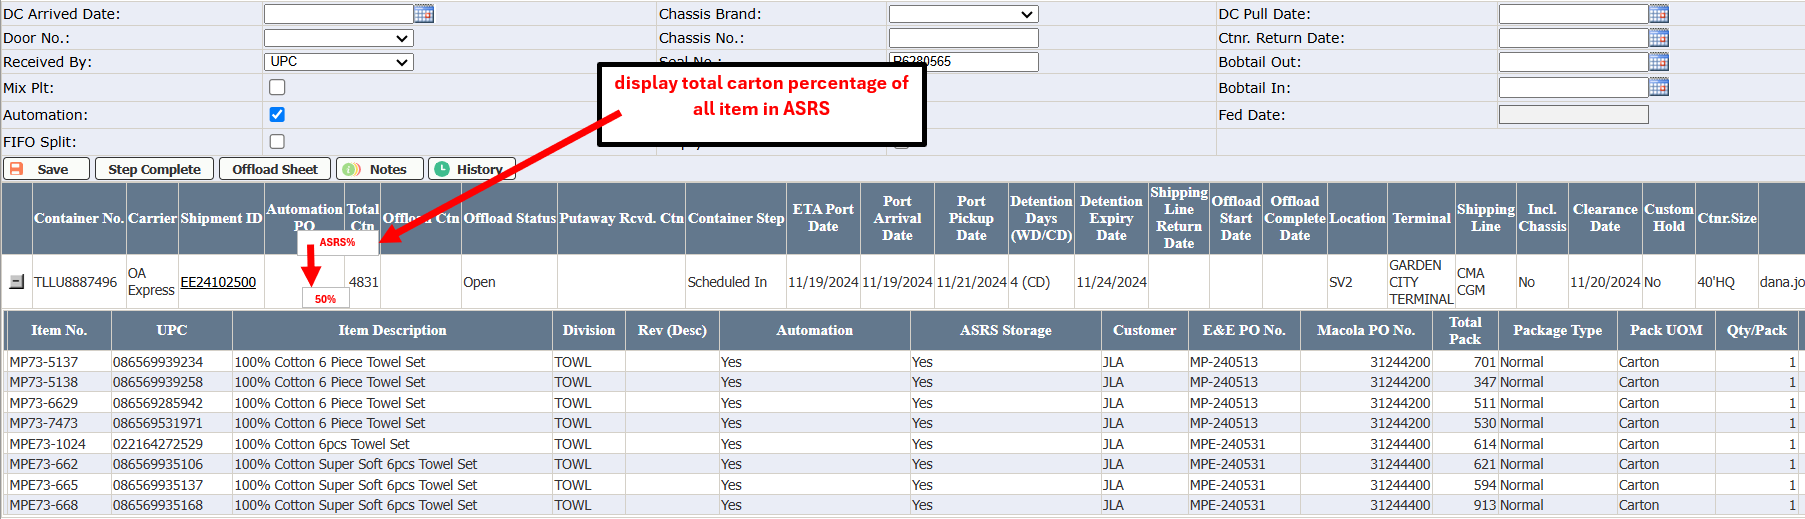 DC Arrived Date: Chassis Brand: DC Pull Date:
Door No.: Chassis No.: Ctnr. Return Date:
Received By: UPC Seal No.: R6280565 Bobtail Out:
display total carton percentage of
all item in ASRS
Mix Plt: Bobtail In:
Automation: Fed Date:
FIFO Split:
Save Step Complete Offload Sheet Notes History
Container No. Carrier Shipment ID Automation PO Total Ctn Offload Ctn Offload Status Putaway Rcvd. Ctn Container Step ETA Port Date Port Arrival Date Port Pickup Date Detention Days (WD/CD) Detention Expiry Date Shipping Line Return Date Offload Start Date Offload Complete Date Location Terminal Shipping Line Incl. Chassis Clearance Date Custom Hold Ctnr.Size
ASRS%
TLLU8887496 OA Express EE24102500 4831 Open Scheduled In 11/19/2024 11/19/2024 11/21/2024 4 (CD) 11/24/2024 SV2 GARDEN CITY TERMINAL CMA CGM No 11/20/2024 No 40'HQ dana.jo
50%
Item No. UPC Item Description Division Rev (Desc) Automation ASRS Storage Customer E&E PO No. Macola PO No. Total Pack Package Type Pack UOM Qty/Pack
MP73-5137 086569939234 100% Cotton 6 Piece Towel Set TOWL Yes Yes JLA MP-240513 31244200 701 Normal Carton 1
MP73-5138 086569939258 100% Cotton 6 Piece Towel Set TOWL Yes Yes JLA MP-240513 31244200 347 Normal Carton 1
MP73-6629 086569285942 100% Cotton 6 Piece Towel Set TOWL Yes Yes JLA MP-240513 31244200 511 Normal Carton 1
MP73-7473 086569531971 100% Cotton 6 Piece Towel Set TOWL Yes Yes JLA MP-240513 31244200 530 Normal Carton 1
MPE73-1024 022164272529 100% Cotton 6pcs Towel Set TOWL Yes Yes JLA MPE-240531 31244400 614 Normal Carton 1
MPE73-662 086569935106 100% Cotton Super Soft 6pcs Towel Set TOWL Yes Yes JLA MPE-240531 31244400 621 Normal Carton 1
MPE73-665 086569935137 100% Cotton Super Soft 6pcs Towel Set TOWL Yes Yes JLA MPE-240531 31244400 594 Normal Carton 1
MPE73-668 086569935168 100% Cotton Super Soft 6pcs Towel Set TOWL Yes Yes JLA MPE-240531 31244400 913 Normal Carton 1